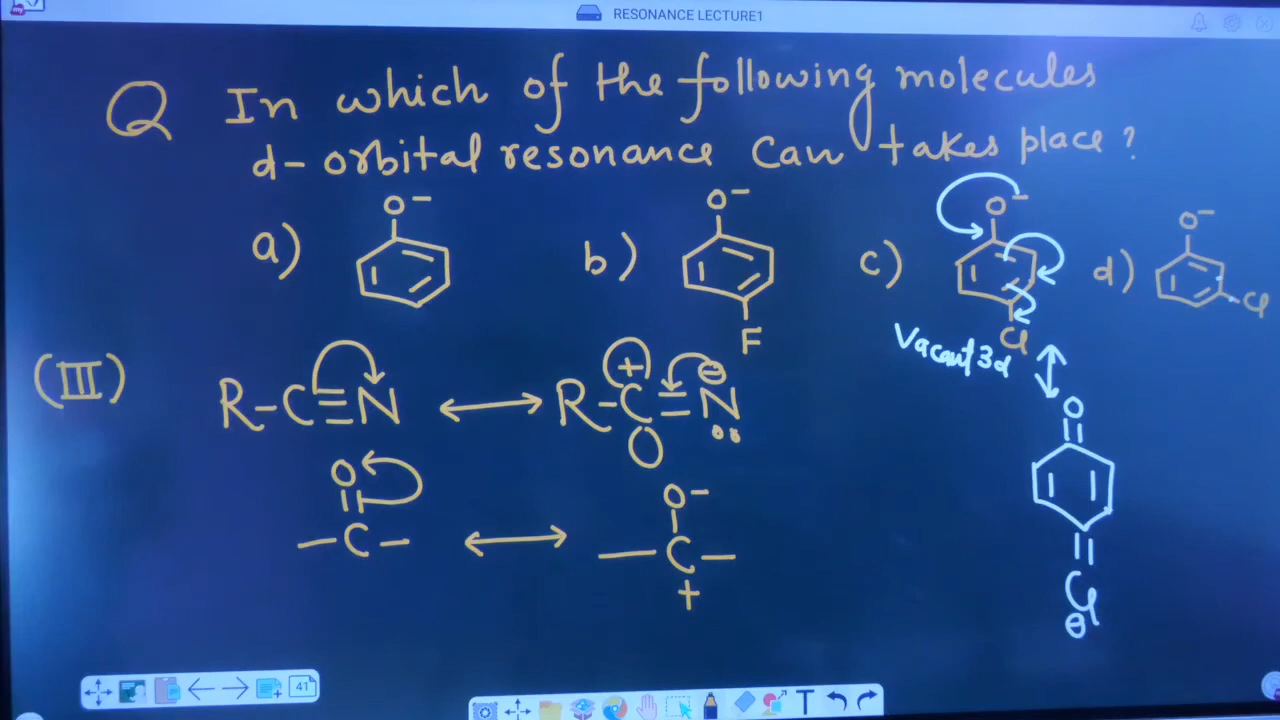 RESONANCE LECTURE1
Q In which of the following molecules
d-orbital resonance can takes place?
a) O⁻
b) O⁻ F
c) O⁻ Cl
d) O⁻ Cl
Vacant 3d
(III) R-C≡N ⟷ R-C=N
+ ⊖
O
O ⟷ O⁻
-C- -C-
+
O
Cl
⊖
41
T